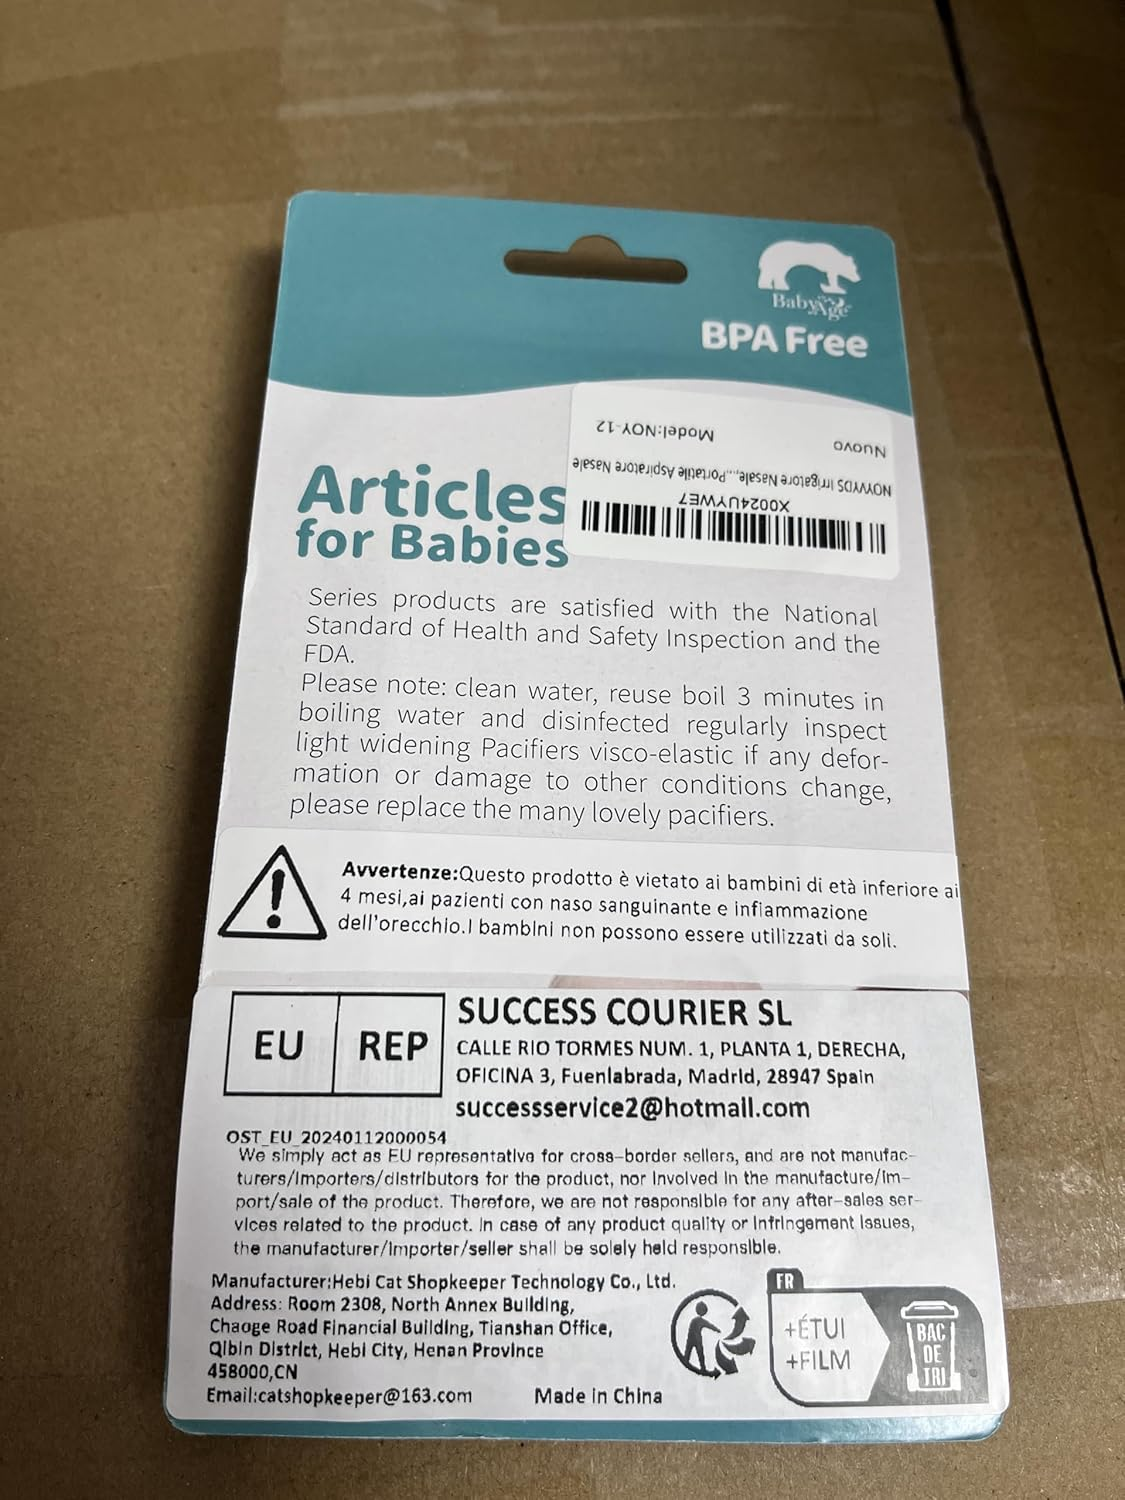 BabyAge
BPA Free
Model:NOY-12
Nuovo
NOYVVDS Irrigatore Nasale,...Portatile Aspiratore Nasale
X0024UYWE7
Articles
for Babies
Series products are satisfied with the National
Standard of Health and Safety Inspection and the
FDA.
Please note: clean water, reuse boil 3 minutes in
boiling water and disinfected regularly inspect
light widening Pacifiers visco-elastic if any defor-
mation or damage to other conditions change,
please replace the many lovely pacifiers.
Avvertenze:Questo prodotto è vietato ai bambini di età inferiore ai
4 mesi,ai pazienti con naso sanguinante e infiammazione
dell'orecchio.I bambini non possono essere utilizzati da soli.
EU REP
SUCCESS COURIER SL
CALLE RIO TORMES NUM. 1, PLANTA 1, DERECHA,
OFICINA 3, Fuenlabrada, Madrid, 28947 Spain
successservice2@hotmail.com
OST_EU_20240112000054
We simply act as EU representative for cross-border sellers, and are not manufac-
turers/importers/distributors for the product, nor involved in the manufacture/im-
port/sale of the product. Therefore, we are not responsible for any after-sales ser-
vices related to the product. In case of any product quality or infringement issues,
the manufacturer/importer/seller shall be solely held responsible.
Manufacturer:Hebi Cat Shopkeeper Technology Co., Ltd.
Address: Room 2308, North Annex Building,
Chaoge Road Financial Building, Tianshan Office,
Qibin District, Hebi City, Henan Province
458000,CN
Email:catshopkeeper@163.com
Made in China
FR
+ÉTUI
+FILM
BAC
DE
TRI